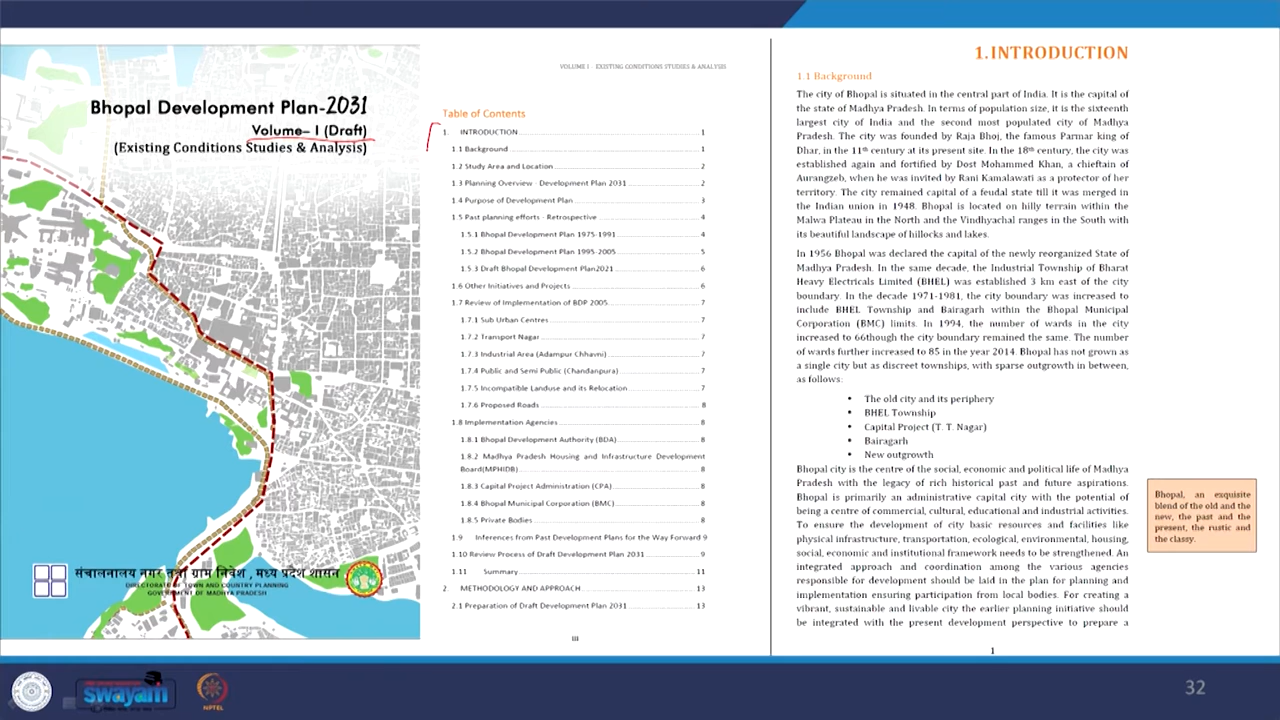 Bhopal Development Plan-2031
Volume– I (Draft)
(Existing Conditions Studies & Analysis)
संचालनालय नगर तथा ग्राम निवेश , मध्य प्रदेश शासन
DIRECTORATE OF TOWN AND COUNTRY PLANNING
GOVERNMENT OF MADHYA PRADESH
VOLUME I EXISTING CONDITIONS STUDIES & ANALYSIS
Table of Contents
1. INTRODUCTION 1
1.1 Background 1
1.2 Study Area and Location 2
1.3 Planning Overview - Development Plan 2031 2
1.4 Purpose of Development Plan 3
1.5 Past planning efforts - Retrospective 4
1.5.1 Bhopal Development Plan 1975-1991 4
1.5.2 Bhopal Development Plan 1995-2005 5
1.5.3 Draft Bhopal Development Plan2021 6
1.6 Other Initiatives and Projects 6
1.7 Review of Implementation of BDP 2005 7
1.7.1 Sub Urban Centres 7
1.7.2 Transport Nagar 7
1.7.3 Industrial Area (Adampur Chhavni) 7
1.7.4 Public and Semi Public (Chandanpura) 7
1.7.5 Incompatible Landuse and its Relocation 7
1.7.6 Proposed Roads 8
1.8 Implementation Agencies 8
1.8.1 Bhopal Development Authority (BDA) 8
1.8.2 Madhya Pradesh Housing and Infrastructure Development
Board(MPHIDB) 8
1.8.3 Capital Project Administration (CPA) 8
1.8.4 Bhopal Municipal Corporation (BMC) 8
1.8.5 Private Bodies 8
1.9 Inferences from Past Development Plans for the Way Forward 9
1.10 Review Process of Draft Development Plan 2031 9
1.11 Summary 11
2. METHODOLOGY AND APPROACH 13
2.1 Preparation of Draft Development Plan 2031 13
iii
1.INTRODUCTION
1.1 Background
The city of Bhopal is situated in the central part of India. It is the capital of
the state of Madhya Pradesh. In terms of population size, it is the sixteenth
largest city of India and the second most populated city of Madhya
Pradesh. The city was founded by Raja Bhoj, the famous Parmar king of
Dhar, in the 11th century at its present site. In the 18th century, the city was
established again and fortified by Dost Mohammed Khan, a chieftain of
Aurangzeb, when he was invited by Rani Kamalawati as a protector of her
territory. The city remained capital of a feudal state till it was merged in
the Indian union in 1948. Bhopal is located on hilly terrain within the
Malwa Plateau in the North and the Vindhyachal ranges in the South with
its beautiful landscape of hillocks and lakes.
In 1956 Bhopal was declared the capital of the newly reorganized State of
Madhya Pradesh. In the same decade, the Industrial Township of Bharat
Heavy Electricals Limited (BHEL) was established 3 km east of the city
boundary. In the decade 1971-1981, the city boundary was increased to
include BHEL Township and Bairagarh within the Bhopal Municipal
Corporation (BMC) limits. In 1994, the number of wards in the city
increased to 66though the city boundary remained the same. The number
of wards further increased to 85 in the year 2014. Bhopal has not grown as
a single city but as discreet townships, with sparse outgrowth in between,
as follows:
• The old city and its periphery
• BHEL Township
• Capital Project (T. T. Nagar)
• Bairagarh
• New outgrowth
Bhopal city is the centre of the social, economic and political life of Madhya
Pradesh with the legacy of rich historical past and future aspirations.
Bhopal is primarily an administrative capital city with the potential of
being a centre of commercial, cultural, educational and industrial activities.
To ensure the development of city basic resources and facilities like
physical infrastructure, transportation, ecological, environmental, housing,
social, economic and institutional framework needs to be strengthened. An
integrated approach and coordination among the various agencies
responsible for development should be laid in the plan for planning and
implementation ensuring participation from local bodies. For creating a
vibrant, sustainable and livable city the earlier planning initiative should
be integrated with the present development perspective to prepare a
1
Bhopal, an exquisite
blend of the old and the
new, the past and the
present, the rustic and
the classy.
swayam
NPTEL
32